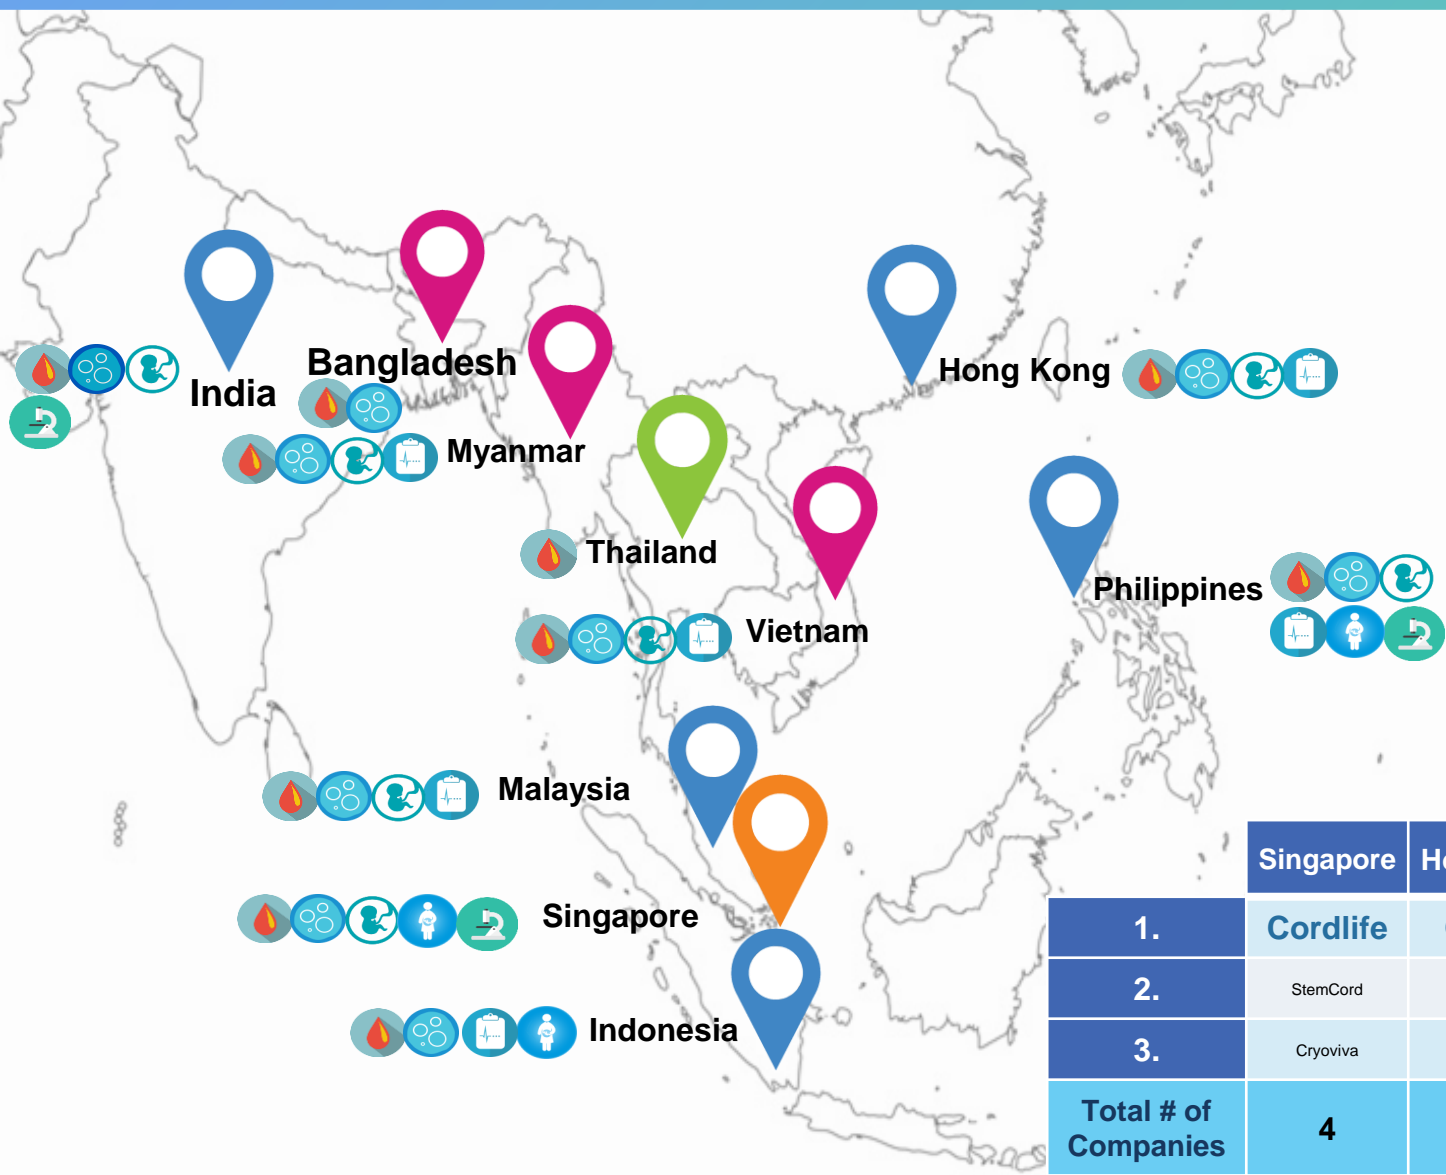 Bangladesh
India
Hong Kong
Myanmar
Thailand
Philippines
Vietnam
Malaysia
Singapore
Indonesia
Singapore
1. Cordlife
2. StemCord
3. Cryoviva
Total # of
Companies
4